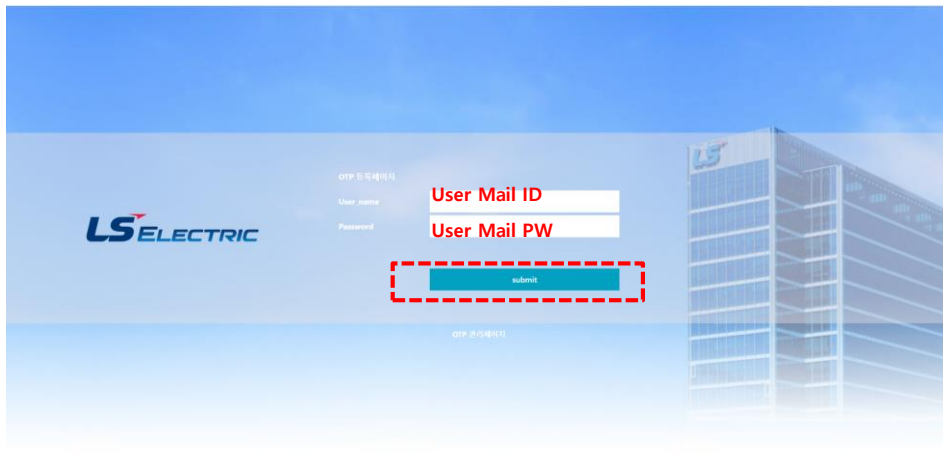 LS
OTP 등록페이지
User_name
User Mail ID
LS ELECTRIC
Password
User Mail PW
submit
OTP 관리페이지